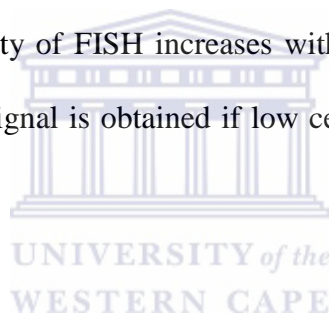 ty of FISH increases with
ignal is obtained if low ce
UNIVERSITY of the
WESTERN CAPE